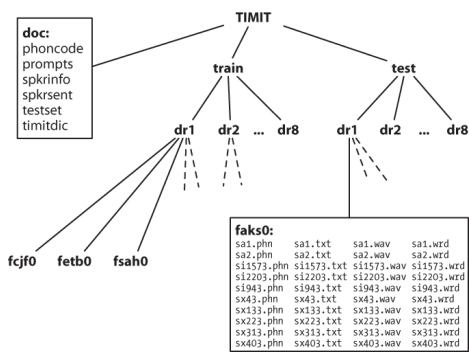 TIMIT
doc:
phoncode
prompts
spkrinfo
spkrsent
testset
timitdic
train test
dr1 dr2 ... dr8 dr1 dr2 ... dr8
fcjf0 fetb0 fsah0
faks0:
sa1.phn sa1.txt sa1.wav sa1.wrd
sa2.phn sa2.txt sa2.wav sa2.wrd
si1573.phn si1573.txt si1573.wav si1573.wrd
si2203.phn si2203.txt si2203.wav si2203.wrd
si943.phn si943.txt si943.wav si943.wrd
sx43.phn sx43.txt sx43.wav sx43.wrd
sx133.phn sx133.txt sx133.wav sx133.wrd
sx223.phn sx223.txt sx223.wav sx223.wrd
sx313.phn sx313.txt sx313.wav sx313.wrd
sx403.phn sx403.txt sx403.wav sx403.wrd